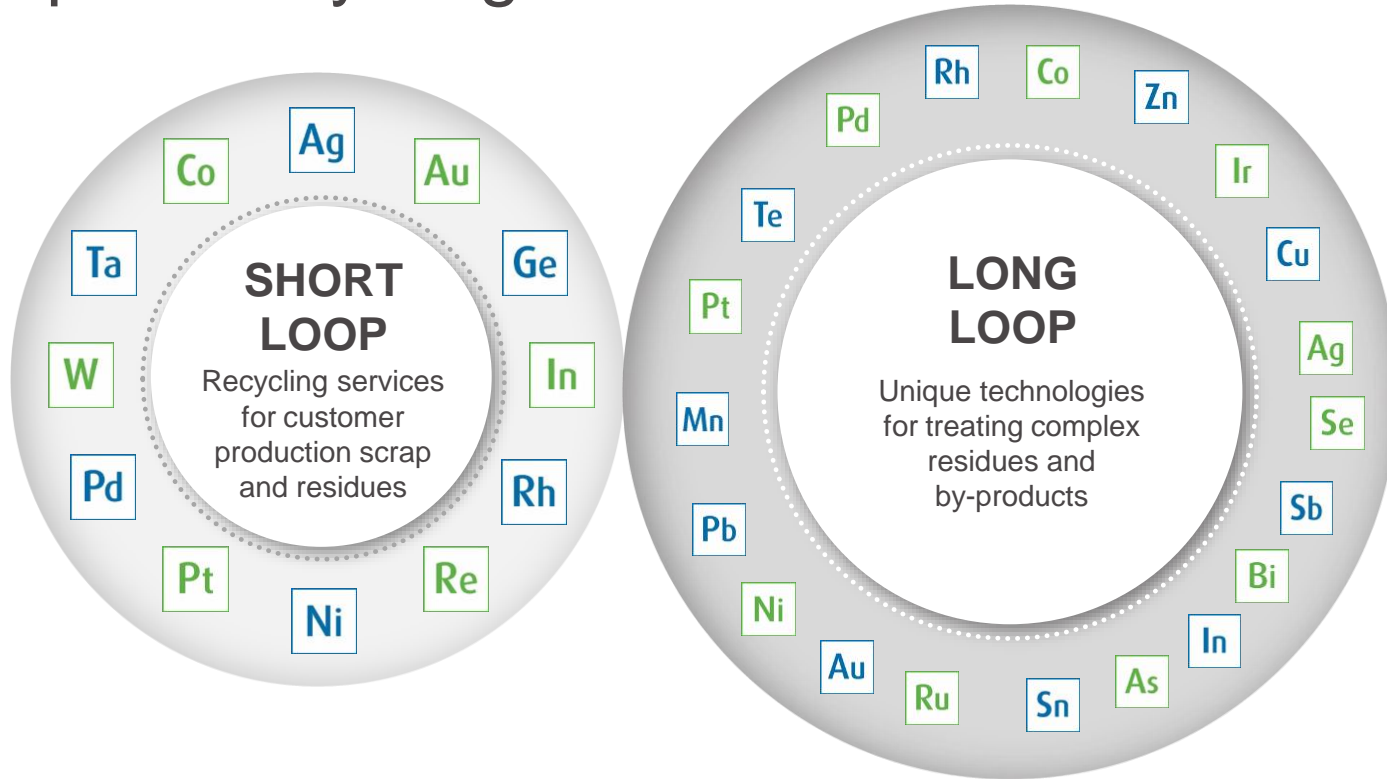 SHORT
LOOP
Recycling services
for customer
production scrap
and residues
Ag
Au
Ge
In
Rh
Re
Ni
Pt
Pd
W
Ta
Co
LONG
LOOP
Unique technologies
for treating complex
residues and
by-products
Rh
Co
Zn
Ir
Cu
Ag
Se
Sb
Bi
In
As
Sn
Ru
Au
Ni
Pb
Mn
Pt
Te
Pd